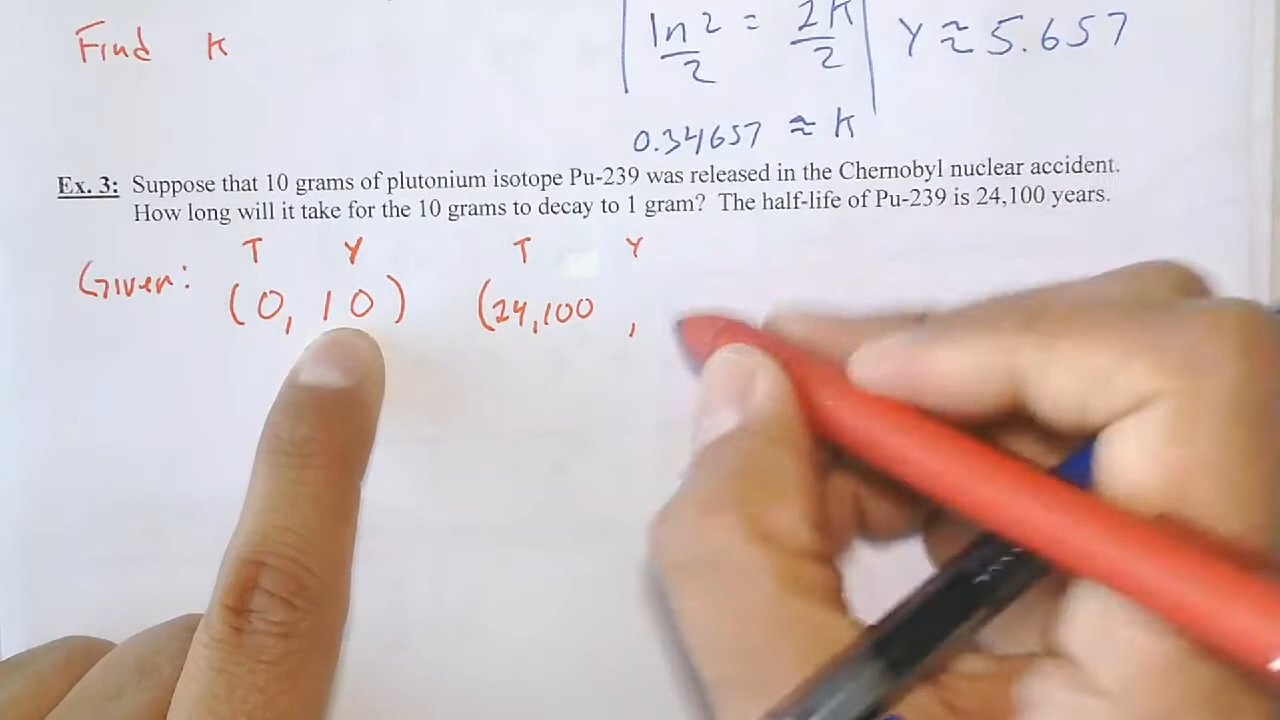 Find K
ln 2 = 2K
2 2
Y ≈ 5.657
0.34657 ≈ K
Ex. 3: Suppose that 10 grams of plutonium isotope Pu-239 was released in the Chernobyl nuclear accident.
How long will it take for the 10 grams to decay to 1 gram? The half-life of Pu-239 is 24,100 years.
T Y T Y
Given: (0, 10) (24,100 ,